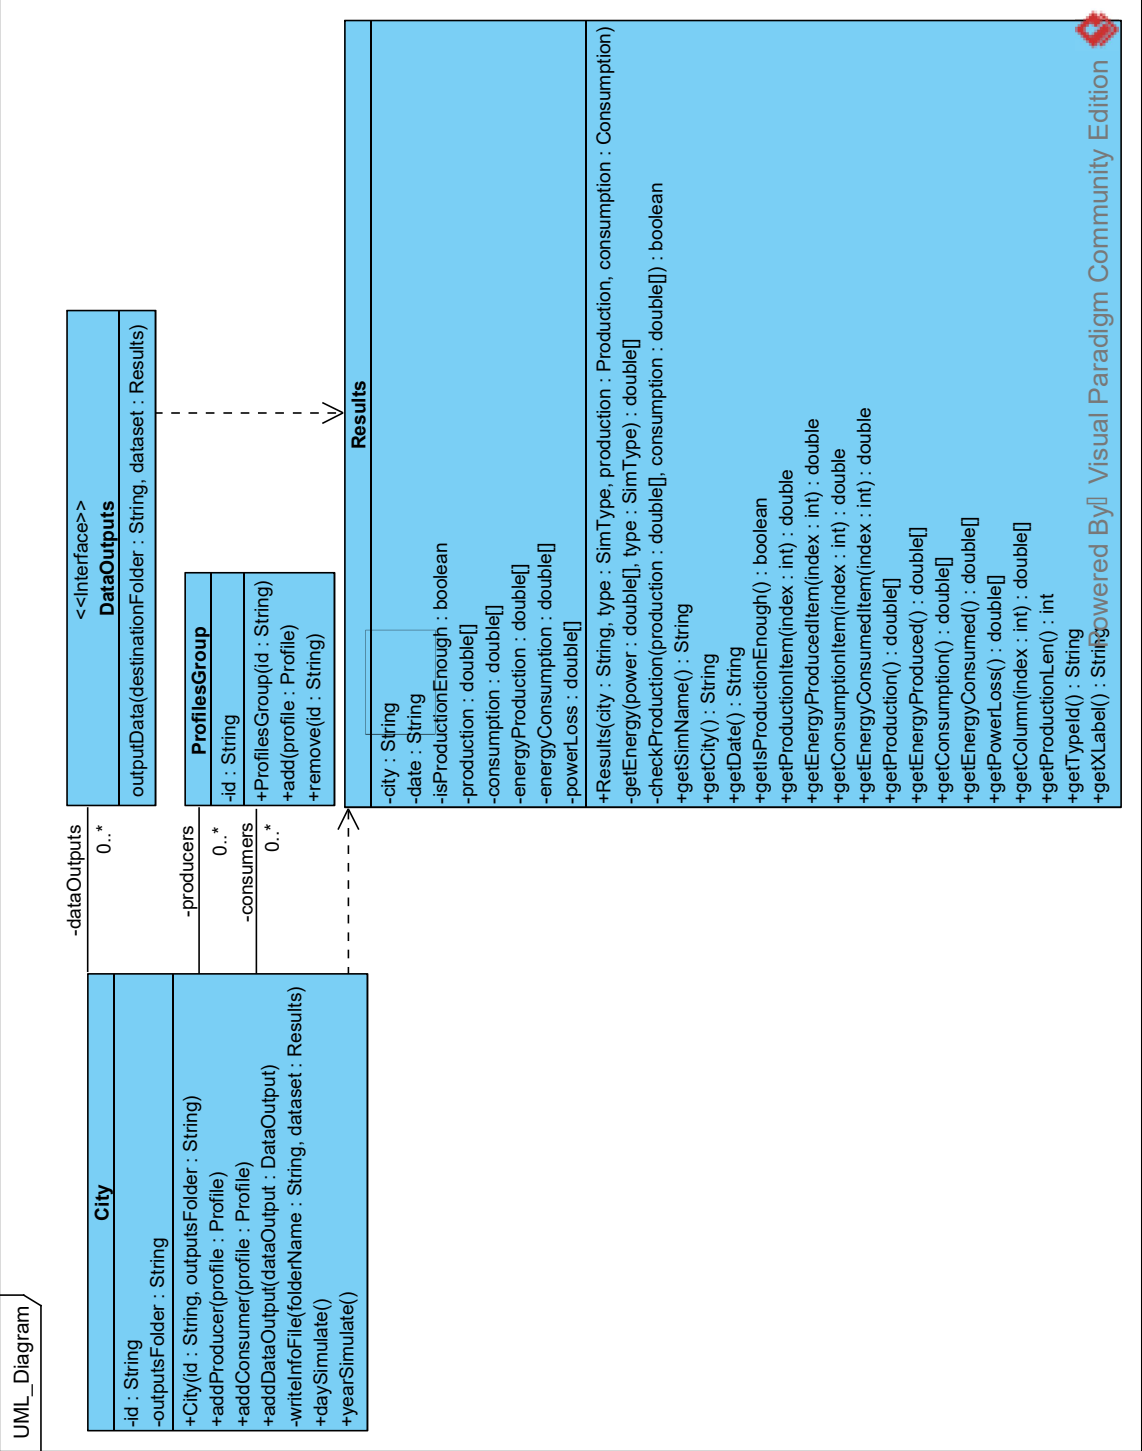 UML_Diagram
City
-id : String
-outputsFolder : String
+City(id : String, outputsFolder : String)
+addProducer(profile : Profile)
+addConsumer(profile : Profile)
+addDataOutput(dataOutput : DataOutput)
-writeInfoFile(folderName : String, dataset : Results)
+daySimulate()
+yearSimulate()
-dataOutputs
0..*
-producers
0..*
-consumers
0..*
<<Interface>>
DataOutputs
outputData(destinationFolder : String, dataset : Results)
ProfilesGroup
-id : String
+ProfilesGroup(id : String)
+add(profile : Profile)
+remove(id : String)
Results
-city : String
-date : String
-isProductionEnough : boolean
-production : double[]
-consumption : double[]
-energyProduction : double[]
-energyConsumption : double[]
-powerLoss : double[]
+Results(city : String, type : SimType, production : Production, consumption : Consumption)
-getEnergy(power : double[], type : SimType) : double[]
-checkProduction(production : double[], consumption : double[]) : boolean
+getSimName() : String
+getCity() : String
+getDate() : String
+getIsProductionEnough() : boolean
+getProductionItem(index : int) : double
+getEnergyProducedItem(index : int) : double
+getConsumptionItem(index : int) : double
+getEnergyConsumedItem(index : int) : double
+getProduction() : double[]
+getEnergyProduced() : double[]
+getConsumption() : double[]
+getEnergyConsumed() : double[]
+getPowerLoss() : double[]
+getColumn(index : int) : double[]
+getProductionLen() : int
+getTypeId() : String
+getXLabel() : String
Powered By Visual Paradigm Community Edition